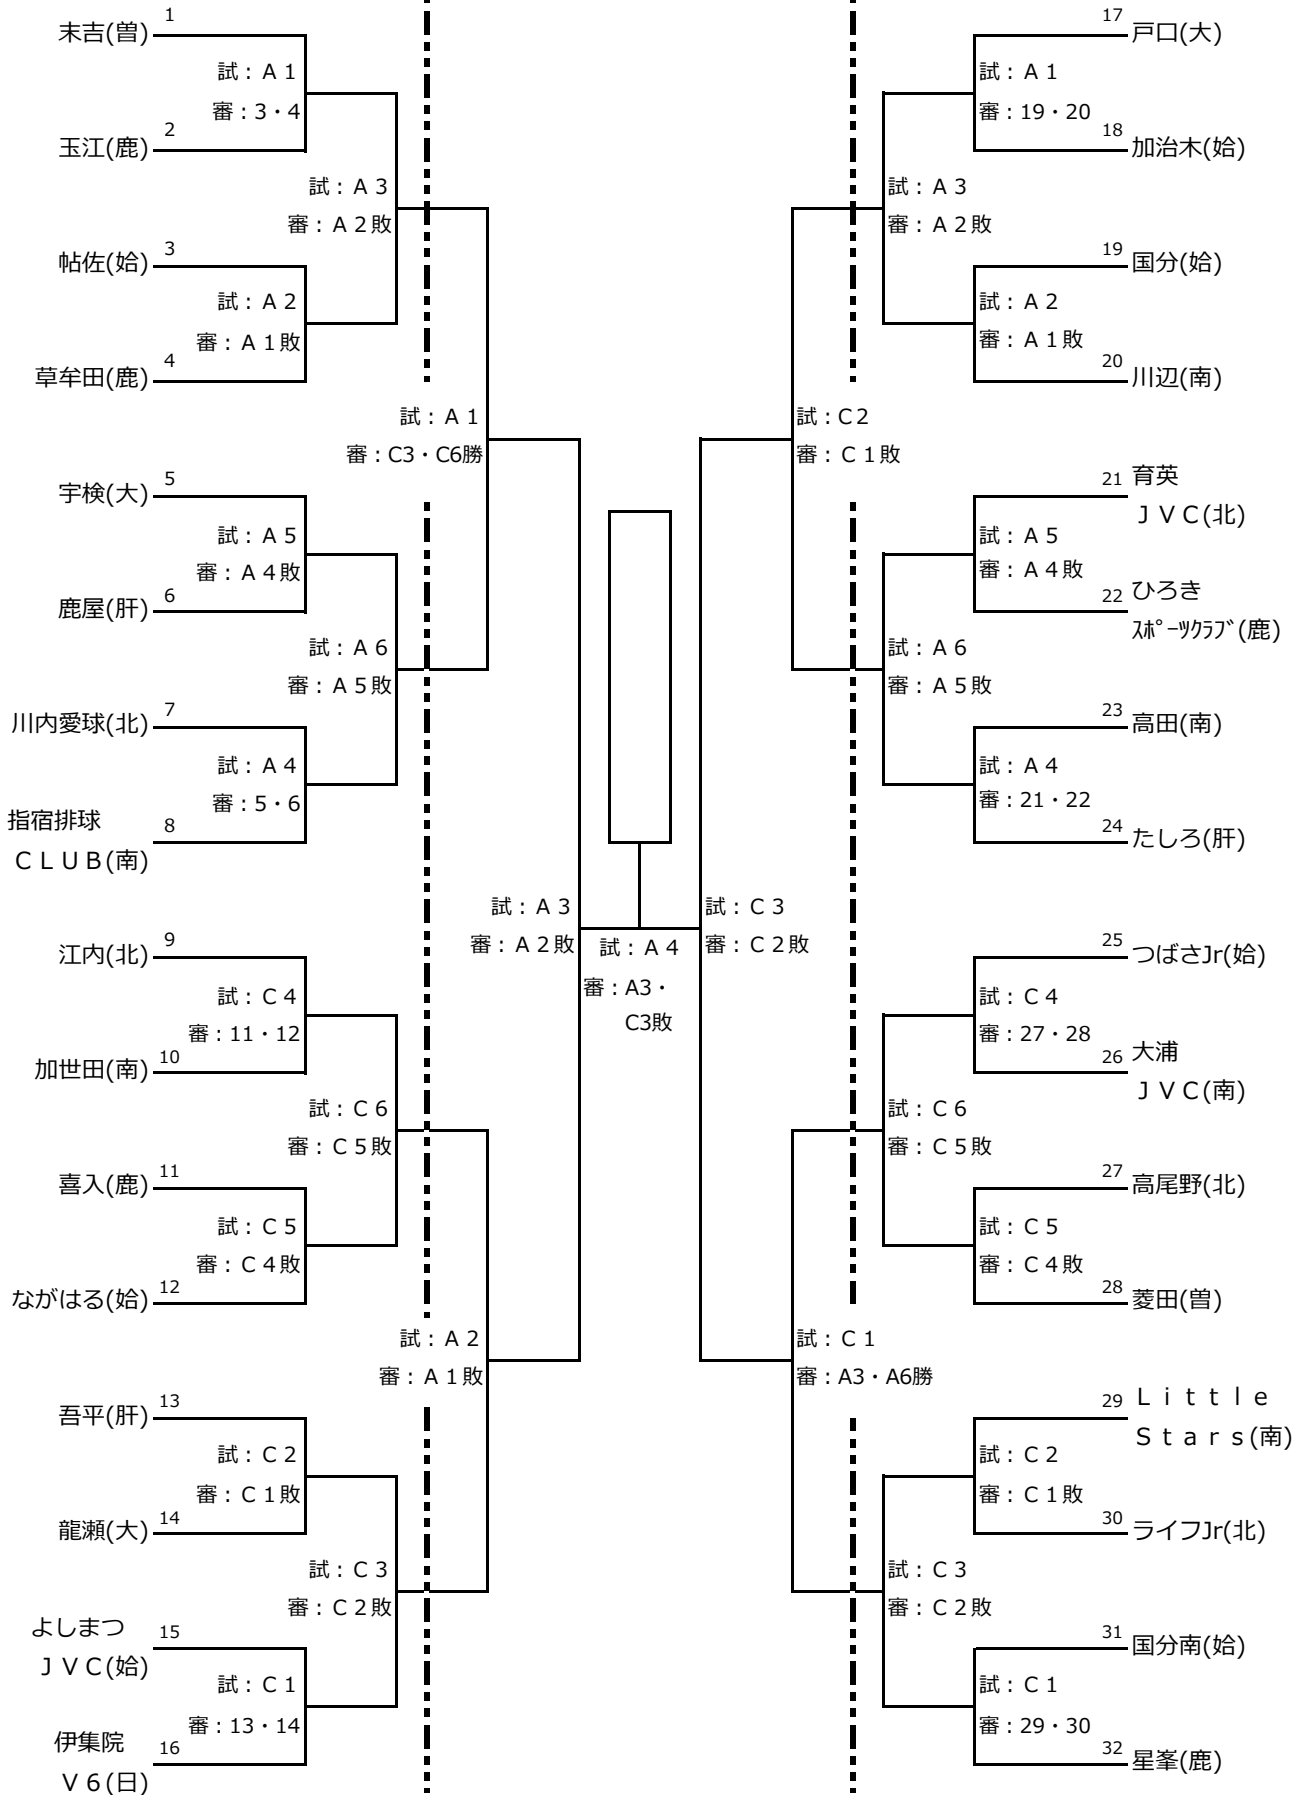 1
末吉(曽)
試：Ａ１
審：3・4
2
玉江(鹿)
試：Ａ３
審：Ａ２敗
3
帖佐(姶)
試：Ａ２
審：Ａ１敗
4
草牟田(鹿)
試：Ａ１
審：C3・C6勝
5
宇検(大)
試：Ａ５
審：Ａ４敗
6
鹿屋(肝)
試：Ａ６
審：Ａ５敗
7
川内愛球(北)
試：Ａ４
審：5・6
8
指宿排球
ＣＬＵＢ(南)
試：Ａ３
審：Ａ２敗
9
江内(北)
試：Ｃ４
審：11・12
10
加世田(南)
試：Ｃ６
審：Ｃ５敗
11
喜入(鹿)
試：Ｃ５
審：Ｃ４敗
12
ながはる(姶)
試：Ａ２
審：Ａ１敗
13
吾平(肝)
試：Ｃ２
審：Ｃ１敗
14
龍瀬(大)
試：Ｃ３
審：Ｃ２敗
15
よしまつ
ＪＶＣ(姶)
試：Ｃ１
審：13・14
16
伊集院
Ｖ６(日)
試：Ａ４
審：A3・
C3敗
17
戸口(大)
試：Ａ１
審：19・20
18
加治木(姶)
試：Ａ３
審：Ａ２敗
19
国分(姶)
試：Ａ２
審：Ａ１敗
20
川辺(南)
試：Ｃ２
審：Ｃ１敗
21
育英
ＪＶＣ(北)
試：Ａ５
審：Ａ４敗
22
ひろき
ｽﾎﾟｰﾂｸﾗﾌﾞ(鹿)
試：Ａ６
審：Ａ５敗
23
高田(南)
試：Ａ４
審：21・22
24
たしろ(肝)
試：Ｃ３
審：Ｃ２敗
25
つばさJr(姶)
試：Ｃ４
審：27・28
26
大浦
ＪＶＣ(南)
試：Ｃ６
審：Ｃ５敗
27
高尾野(北)
試：Ｃ５
審：Ｃ４敗
28
菱田(曽)
試：Ｃ１
審：A3・A6勝
29
Ｌｉｔｔｌｅ
Ｓｔａｒｓ(南)
試：Ｃ２
審：Ｃ１敗
30
ライフJr(北)
試：Ｃ３
審：Ｃ２敗
31
国分南(姶)
試：Ｃ１
審：29・30
32
星峯(鹿)